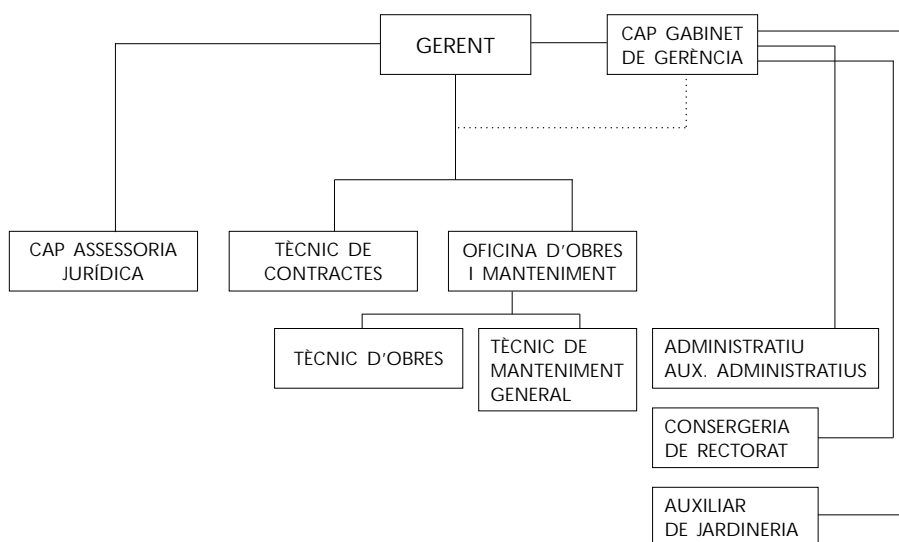 GERENT
CAP GABINET
DE GERÈNCIA
CAP ASSESSORIA
JURÍDICA
TÈCNIC DE
CONTRACTES
OFICINA D'OBRES
I MANTENIMENT
TÈCNIC D'OBRES
TÈCNIC DE
MANTENIMENT
GENERAL
ADMINISTRATIU
AUX. ADMINISTRATIUS
CONSERGERIA
DE RECTORAT
AUXILIAR
DE JARDINERIA